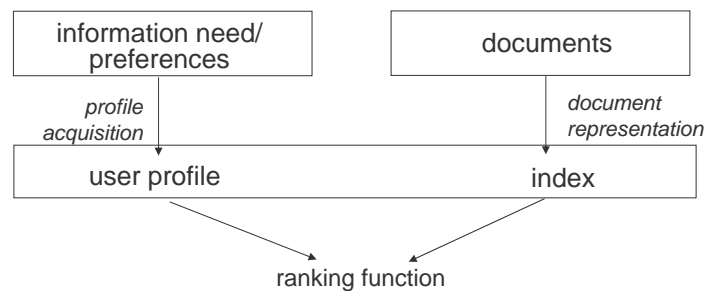 information need/
preferences
documents
profile
acquisition
document
representation
user profile
index
ranking function